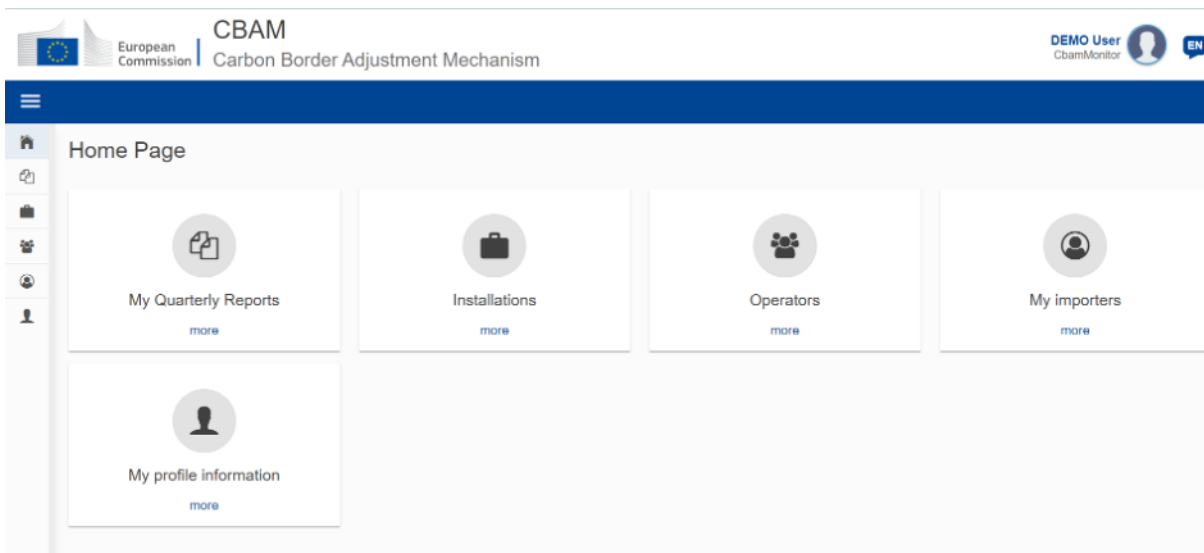 European
Commission
CBAM
Carbon Border Adjustment Mechanism
DEMO User
CbamMonitor
EN
Home Page
My Quarterly Reports
more
Installations
more
Operators
more
My importers
more
My profile information
more